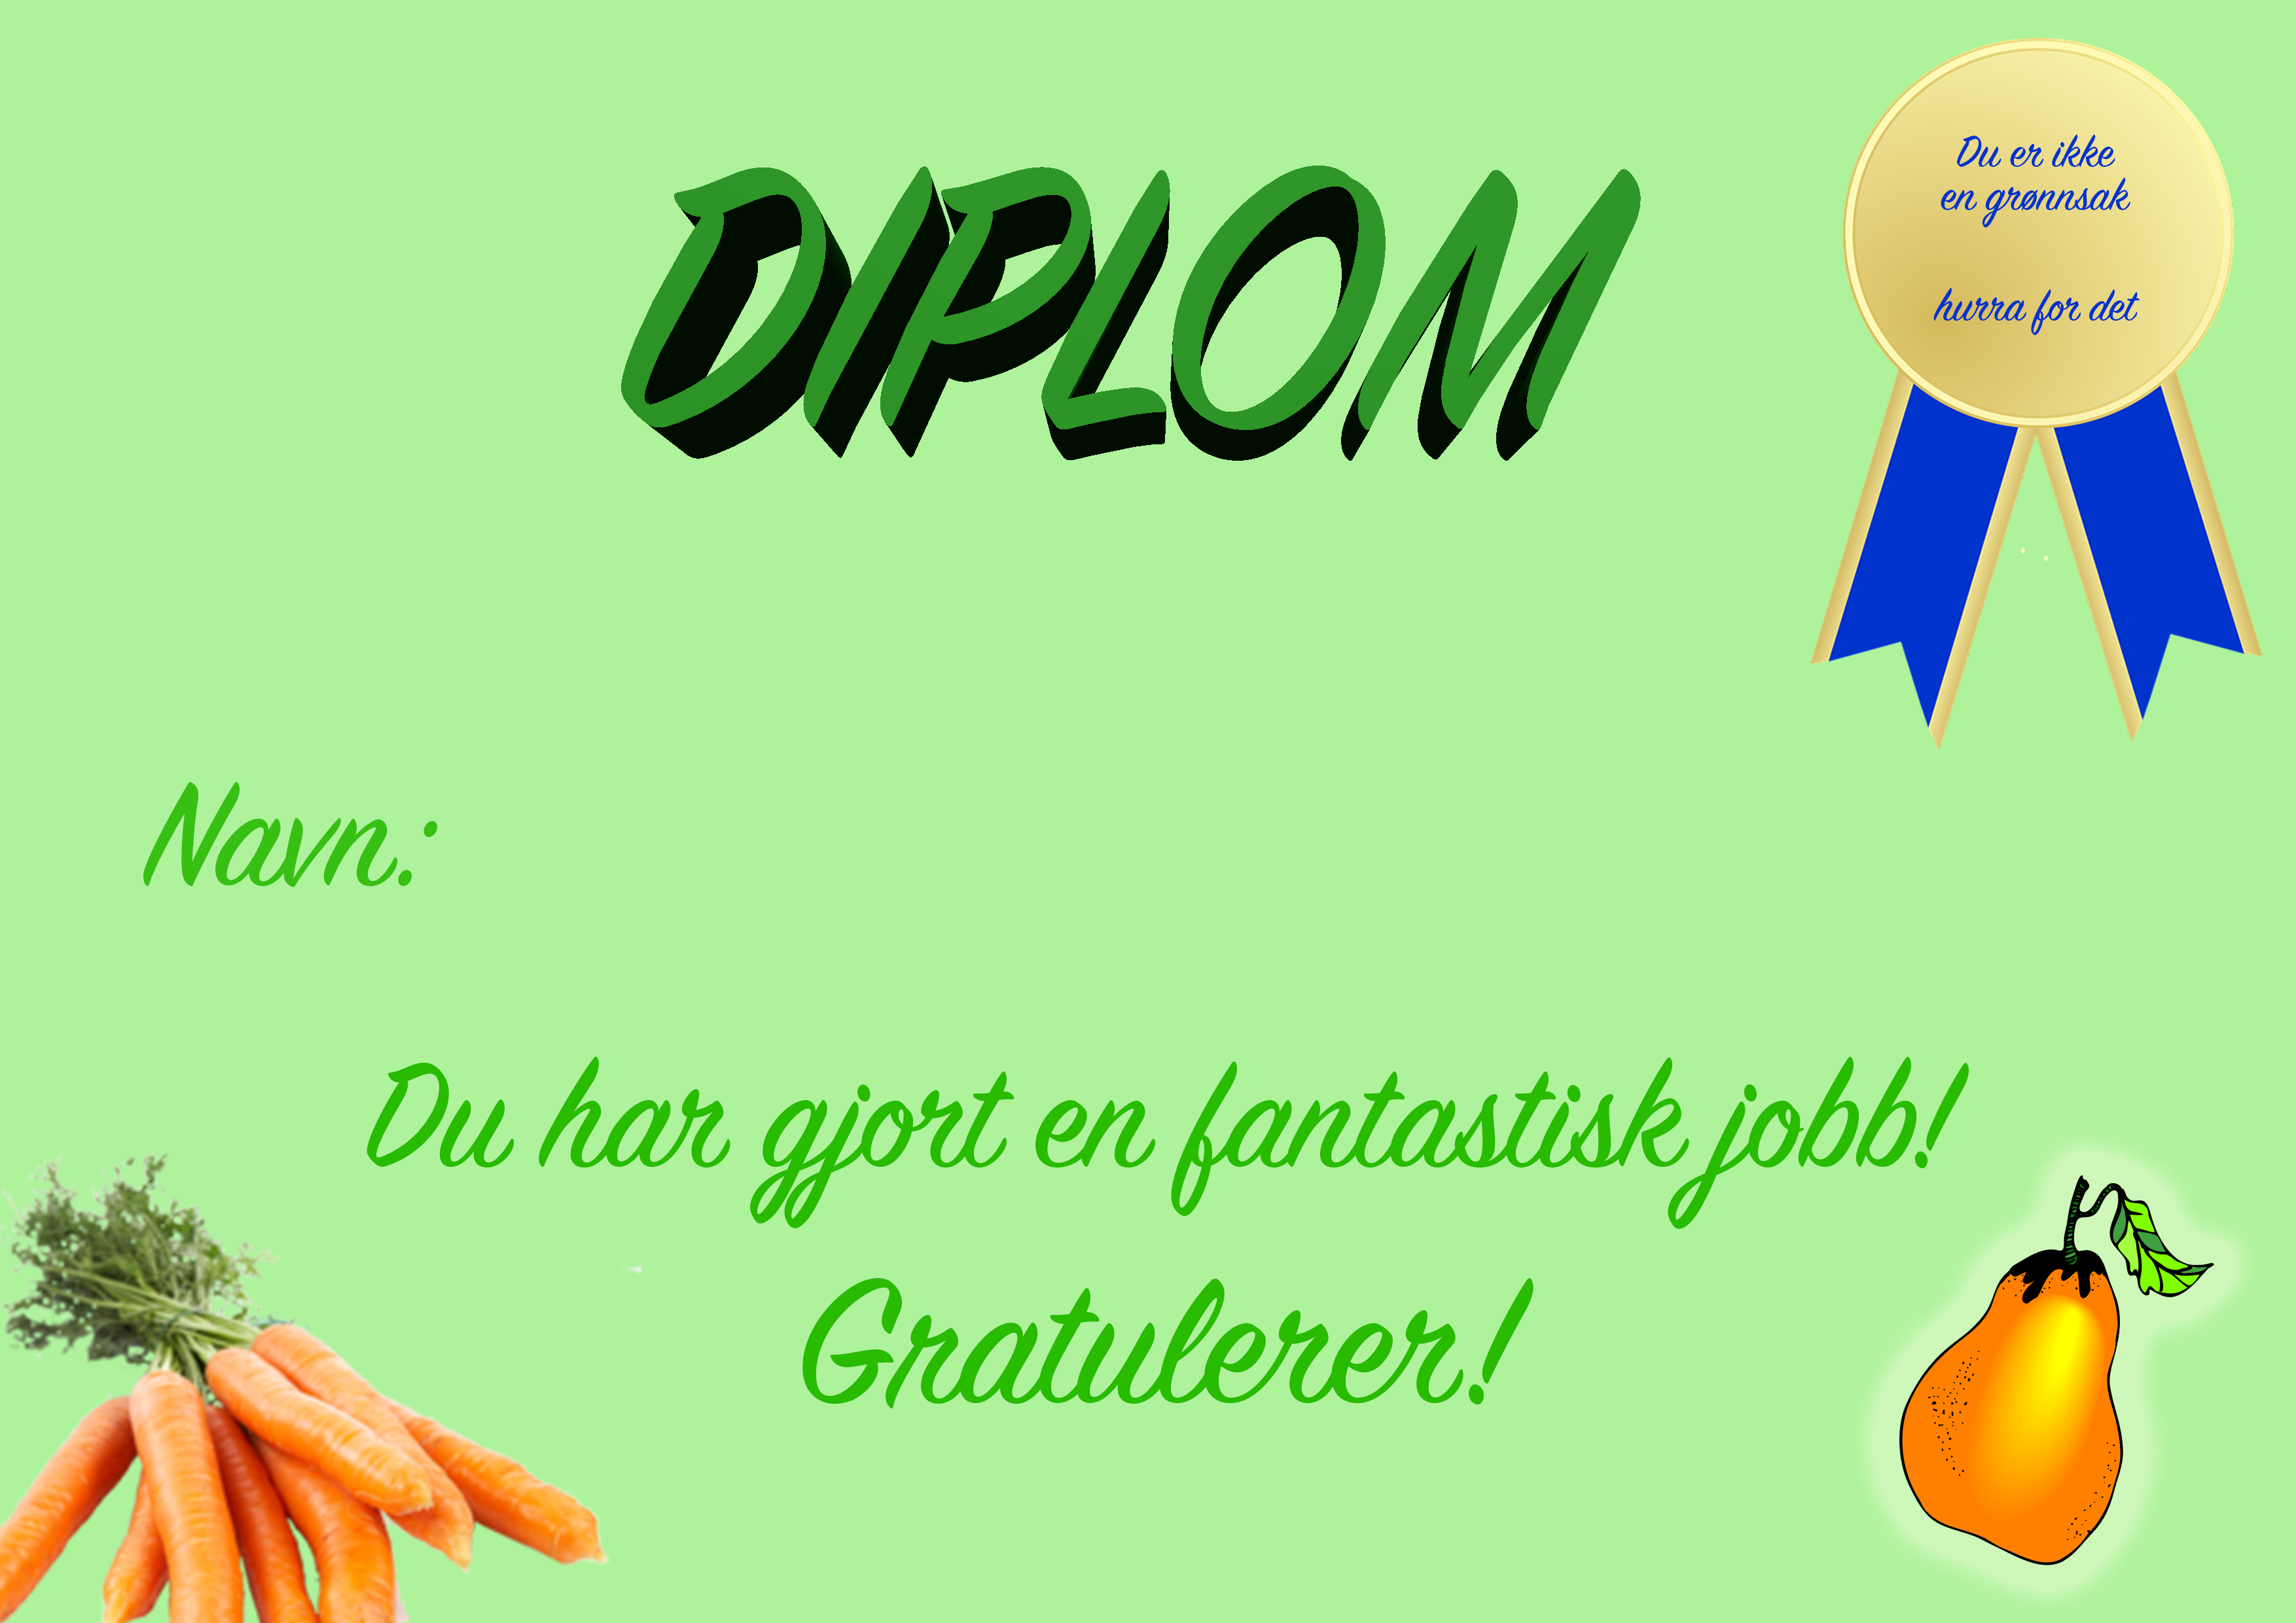 DIPLOM
Du er ikke
en grønnsak
hurra for det
Navn:
Du har gjort en fantastisk jobb!
Gratulerer!